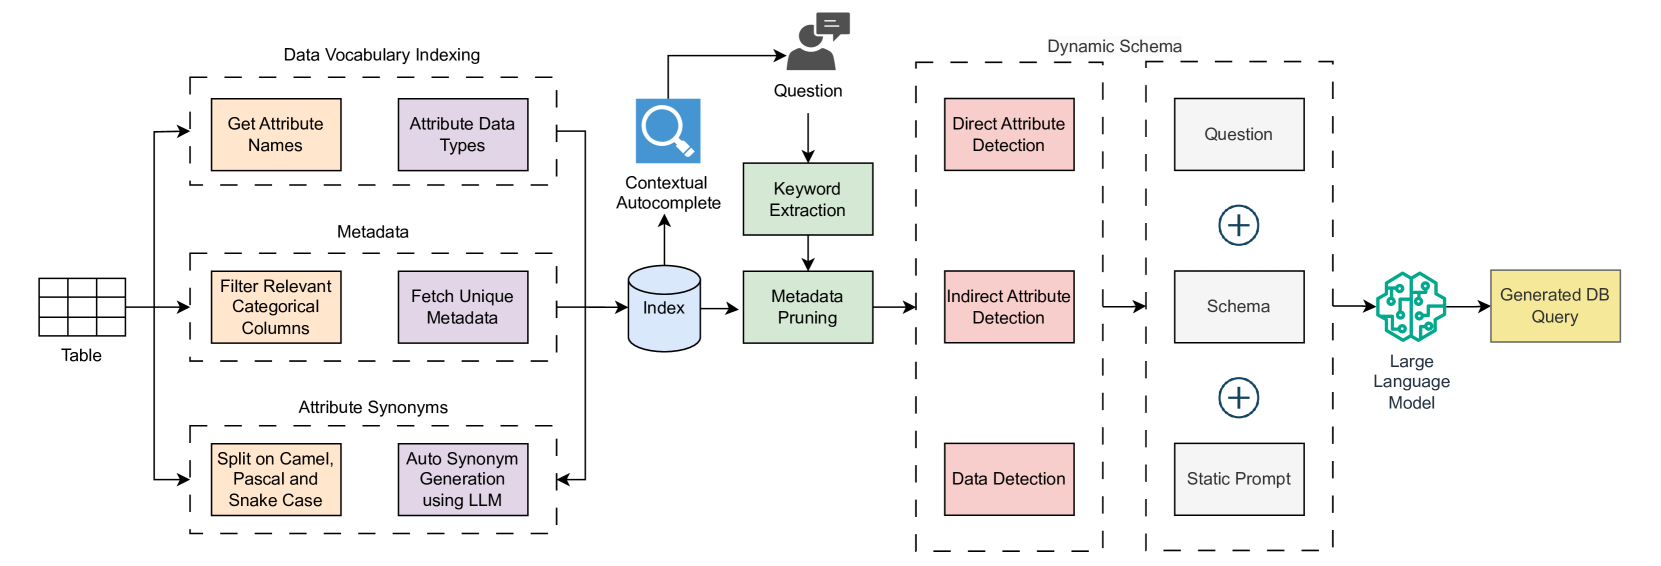 Data Vocabulary Indexing
Get Attribute
Names
Attribute Data
Types
Metadata
Filter Relevant
Categorical
Columns
Fetch Unique
Metadata
Table
Attribute Synonyms
Split on Camel,
Pascal and
Snake Case
Auto Synonym
Generation
using LLM
Contextual
Autocomplete
Index
Question
Keyword
Extraction
Metadata
Pruning
Dynamic Schema
Direct Attribute
Detection
Indirect Attribute
Detection
Data Detection
Question
Schema
Static Prompt
Large
Language
Model
Generated DB
Query